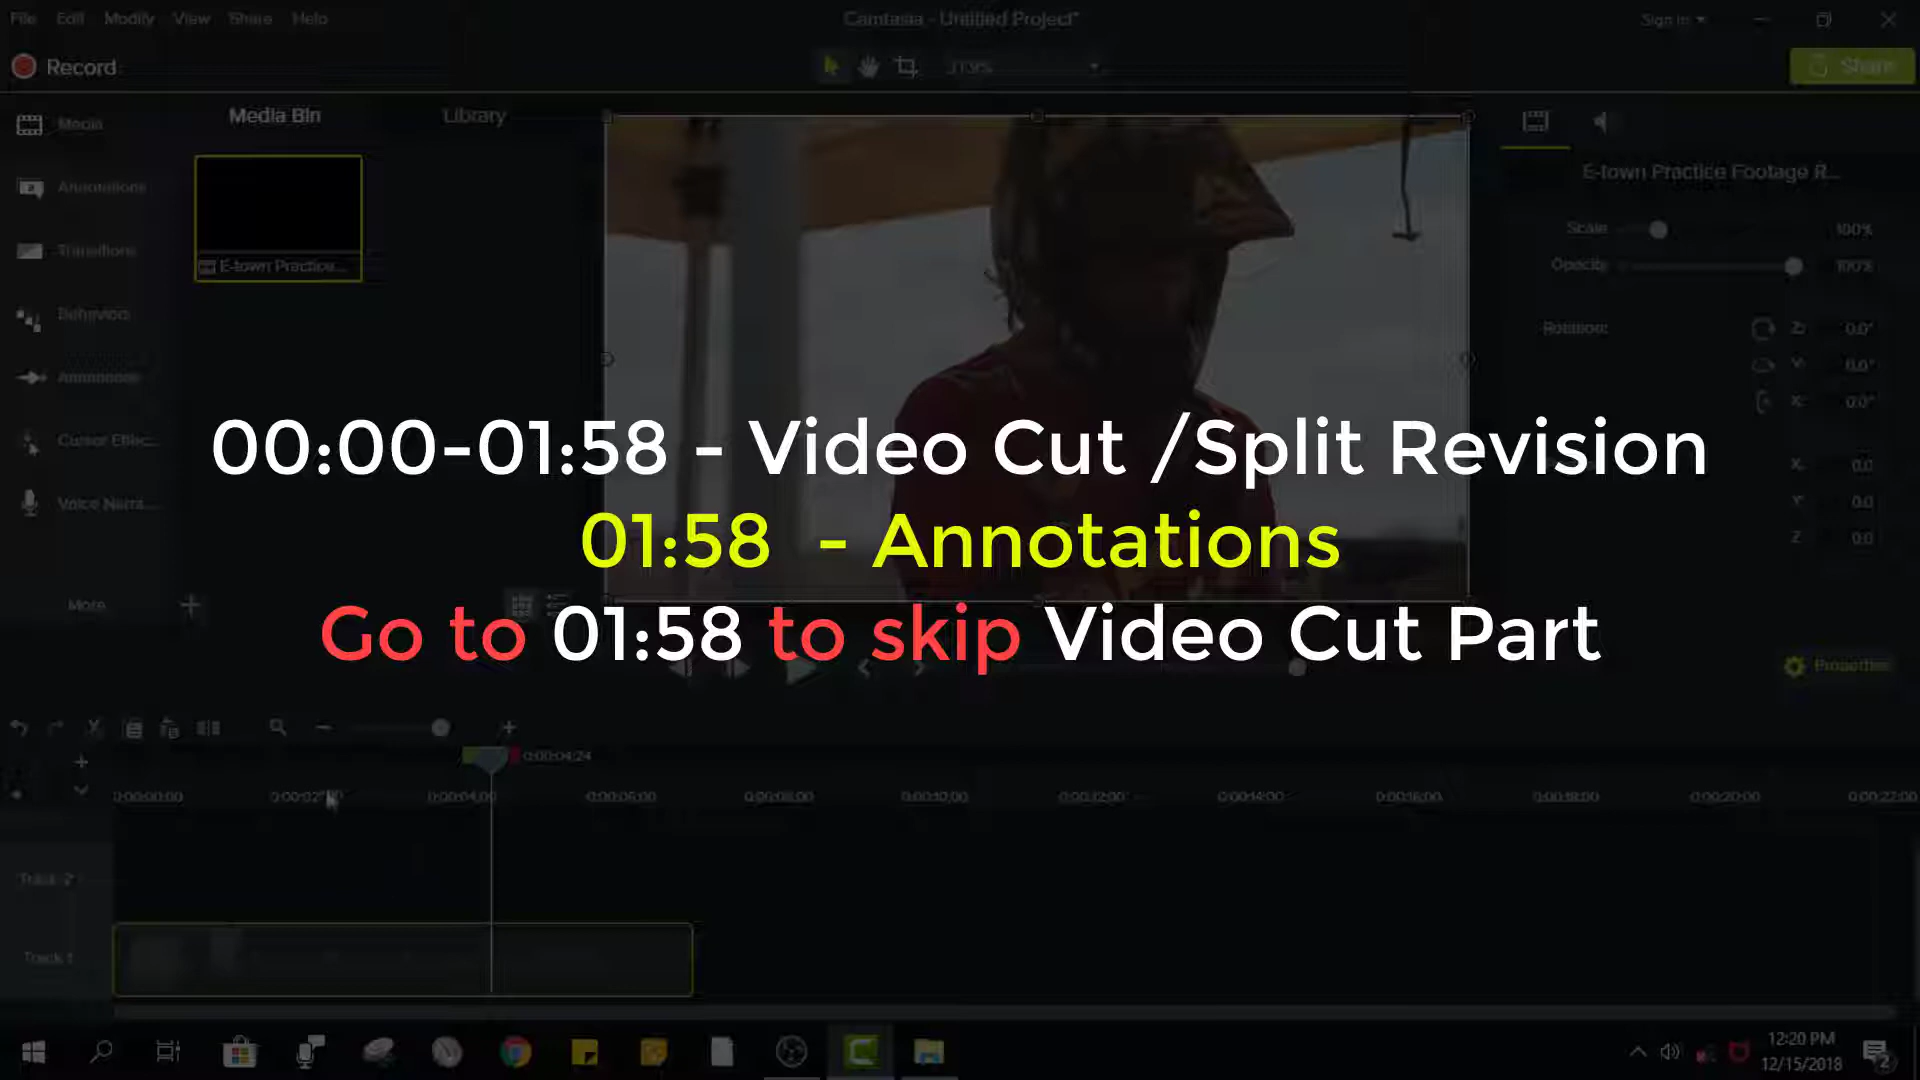 File Edit Modify View Share Help
Camtasia - Untitled Project*
Sign In
Record
Share
Media
Media Bin
Library
E-town Practice Footage R...
Annotations
Scale
100%
Transitions
E-town Practice...
Opacity
100%
Behaviors
Rotation:
Z: 0.0°
Y: 0.0°
X: 0.0°
Cursor Effec...
Voice Narra...
X: 0.0
Y: 0.0
Z: 0.0
00:00-01:58 - Video Cut /Split Revision
01:58 - Annotations
Go to 01:58 to skip Video Cut Part
More
Properties
0:00:04;24
0:00:00;00 0:00:04;00 0:00:06;00 0:00:08;00 0:00:10;00 0:00:12;00 0:00:14;00 0:00:16;00 0:00:18;00 0:00:20;00 0:00:22;00
Track 2
Track 1
12:20 PM
12/15/2018
2